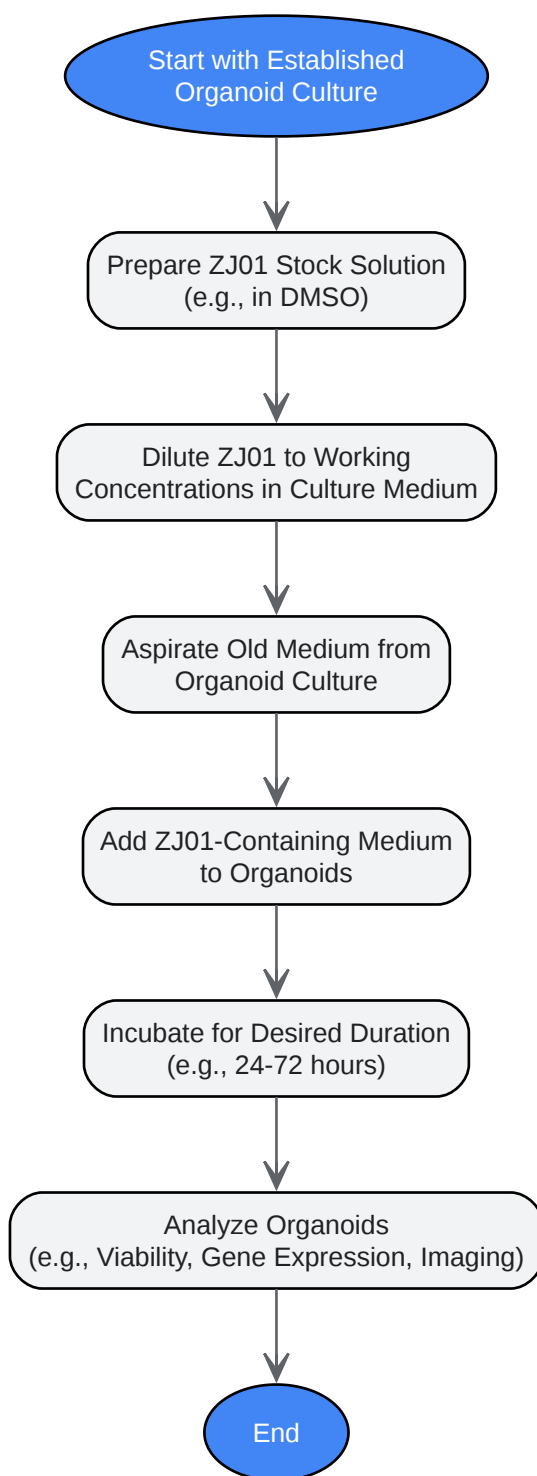 Start with Established
Organoid Culture
Prepare ZJ01 Stock Solution
(e.g., in DMSO)
Dilute ZJ01 to Working
Concentrations in Culture Medium
Aspirate Old Medium from
Organoid Culture
Add ZJ01-Containing Medium
to Organoids
Incubate for Desired Duration
(e.g., 24-72 hours)
Analyze Organoids
(e.g., Viability, Gene Expression, Imaging)
End